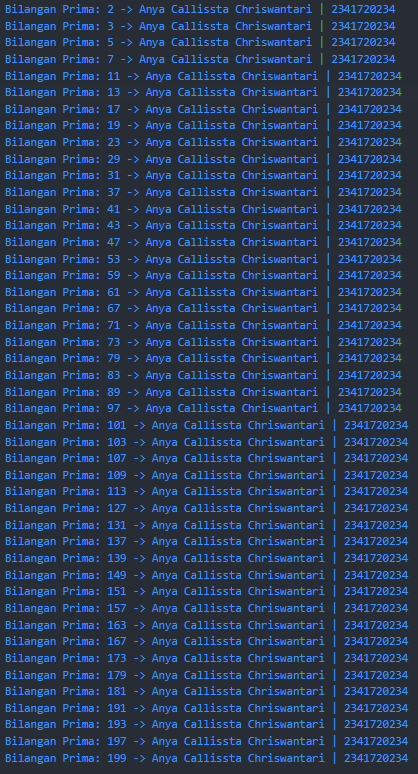 Bilangan Prima: 2 -> Anya Callissta Chriswantari | 2341720234
Bilangan Prima: 3 -> Anya Callissta Chriswantari | 2341720234
Bilangan Prima: 5 -> Anya Callissta Chriswantari | 2341720234
Bilangan Prima: 7 -> Anya Callissta Chriswantari | 2341720234
Bilangan Prima: 11 -> Anya Callissta Chriswantari | 2341720234
Bilangan Prima: 13 -> Anya Callissta Chriswantari | 2341720234
Bilangan Prima: 17 -> Anya Callissta Chriswantari | 2341720234
Bilangan Prima: 19 -> Anya Callissta Chriswantari | 2341720234
Bilangan Prima: 23 -> Anya Callissta Chriswantari | 2341720234
Bilangan Prima: 29 -> Anya Callissta Chriswantari | 2341720234
Bilangan Prima: 31 -> Anya Callissta Chriswantari | 2341720234
Bilangan Prima: 37 -> Anya Callissta Chriswantari | 2341720234
Bilangan Prima: 41 -> Anya Callissta Chriswantari | 2341720234
Bilangan Prima: 43 -> Anya Callissta Chriswantari | 2341720234
Bilangan Prima: 47 -> Anya Callissta Chriswantari | 2341720234
Bilangan Prima: 53 -> Anya Callissta Chriswantari | 2341720234
Bilangan Prima: 59 -> Anya Callissta Chriswantari | 2341720234
Bilangan Prima: 61 -> Anya Callissta Chriswantari | 2341720234
Bilangan Prima: 67 -> Anya Callissta Chriswantari | 2341720234
Bilangan Prima: 71 -> Anya Callissta Chriswantari | 2341720234
Bilangan Prima: 73 -> Anya Callissta Chriswantari | 2341720234
Bilangan Prima: 79 -> Anya Callissta Chriswantari | 2341720234
Bilangan Prima: 83 -> Anya Callissta Chriswantari | 2341720234
Bilangan Prima: 89 -> Anya Callissta Chriswantari | 2341720234
Bilangan Prima: 97 -> Anya Callissta Chriswantari | 2341720234
Bilangan Prima: 101 -> Anya Callissta Chriswantari | 2341720234
Bilangan Prima: 103 -> Anya Callissta Chriswantari | 2341720234
Bilangan Prima: 107 -> Anya Callissta Chriswantari | 2341720234
Bilangan Prima: 109 -> Anya Callissta Chriswantari | 2341720234
Bilangan Prima: 113 -> Anya Callissta Chriswantari | 2341720234
Bilangan Prima: 127 -> Anya Callissta Chriswantari | 2341720234
Bilangan Prima: 131 -> Anya Callissta Chriswantari | 2341720234
Bilangan Prima: 137 -> Anya Callissta Chriswantari | 2341720234
Bilangan Prima: 139 -> Anya Callissta Chriswantari | 2341720234
Bilangan Prima: 149 -> Anya Callissta Chriswantari | 2341720234
Bilangan Prima: 151 -> Anya Callissta Chriswantari | 2341720234
Bilangan Prima: 157 -> Anya Callissta Chriswantari | 2341720234
Bilangan Prima: 163 -> Anya Callissta Chriswantari | 2341720234
Bilangan Prima: 167 -> Anya Callissta Chriswantari | 2341720234
Bilangan Prima: 173 -> Anya Callissta Chriswantari | 2341720234
Bilangan Prima: 179 -> Anya Callissta Chriswantari | 2341720234
Bilangan Prima: 181 -> Anya Callissta Chriswantari | 2341720234
Bilangan Prima: 191 -> Anya Callissta Chriswantari | 2341720234
Bilangan Prima: 193 -> Anya Callissta Chriswantari | 2341720234
Bilangan Prima: 197 -> Anya Callissta Chriswantari | 2341720234
Bilangan Prima: 199 -> Anya Callissta Chriswantari | 2341720234